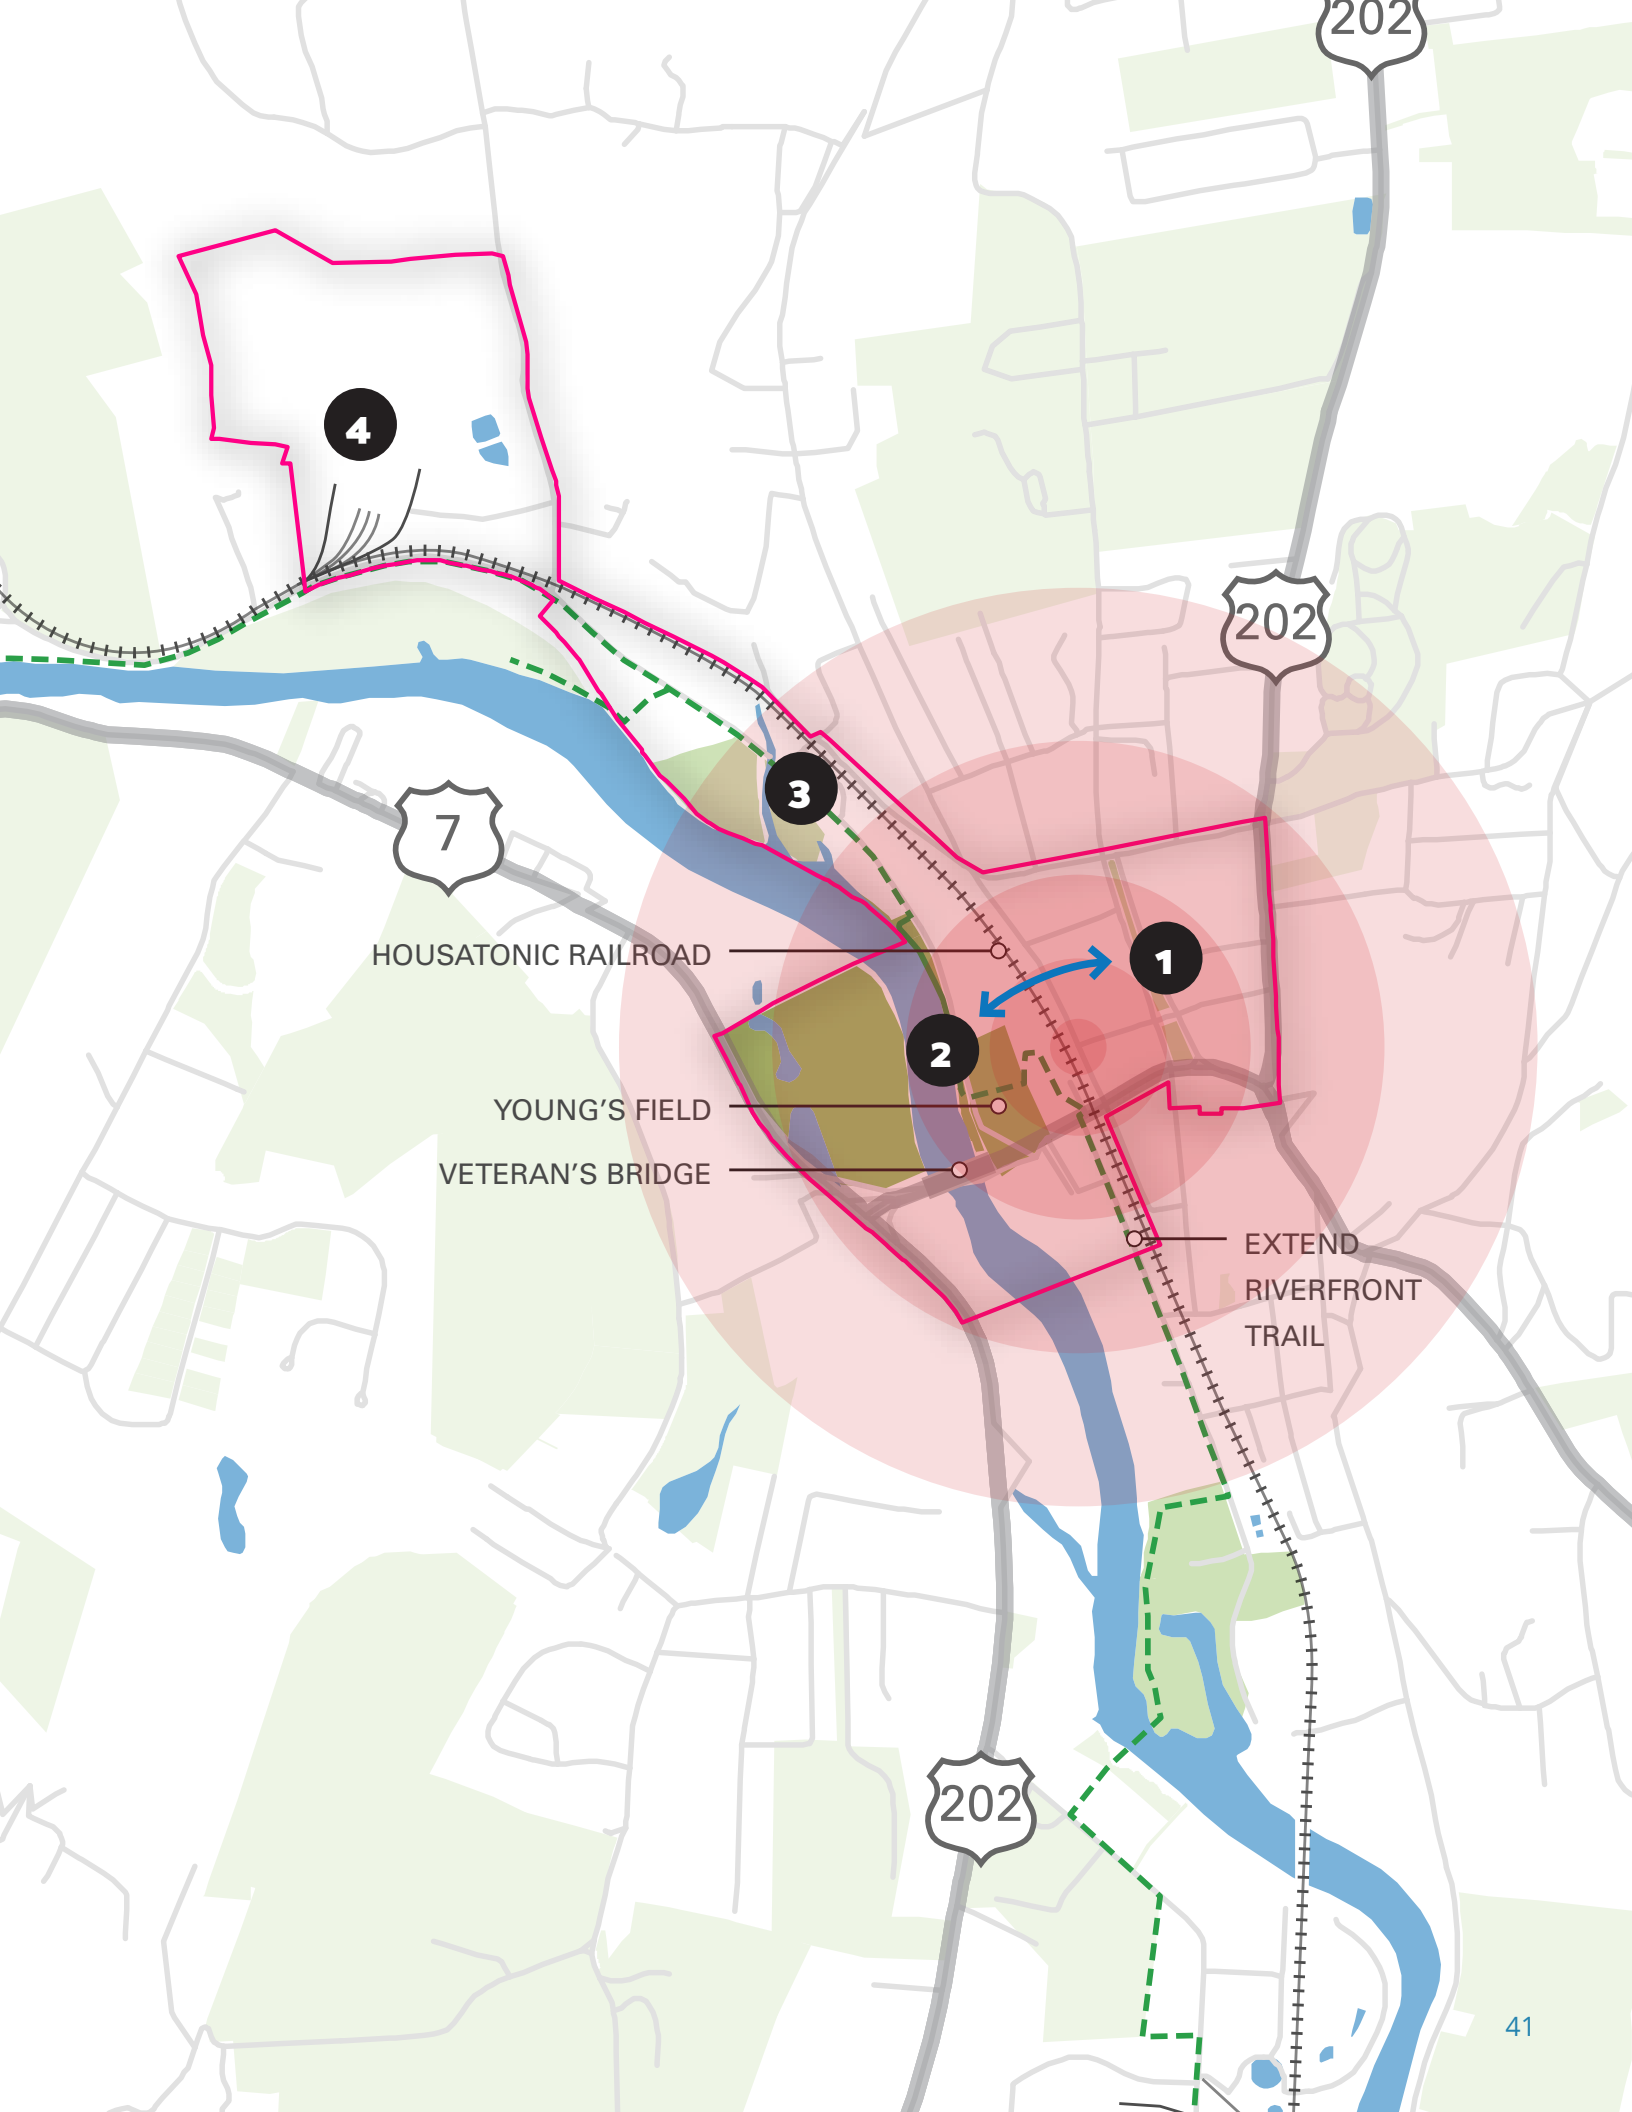 202
4
202
3
7
HOUSATONIC RAILROAD
1
2
YOUNG'S FIELD
VETERAN'S BRIDGE
EXTEND
RIVERFRONT
TRAIL
202
41